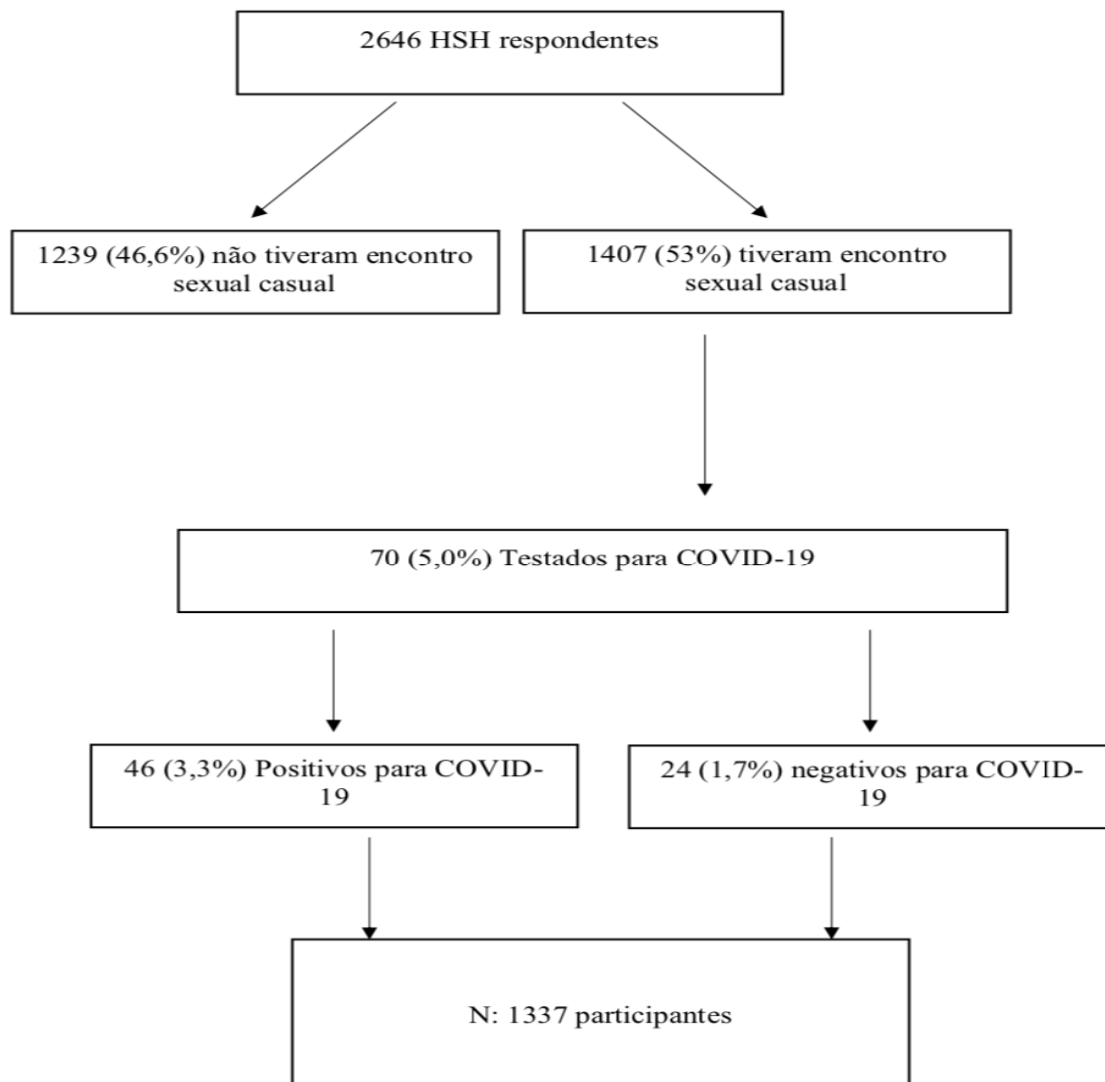 2646 HSH respondentes
1239 (46,6%) não tiveram encontro
sexual casual
1407 (53%) tiveram encontro
sexual casual
70 (5,0%) Testados para COVID-19
46 (3,3%) Positivos para COVID-
19
24 (1,7%) negativos para COVID-
19
N: 1337 participantes